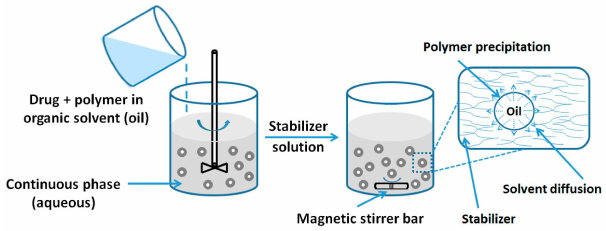 Drug + polymer in
organic solvent (oil)
Continuous phase
(aqueous)
Stabilizer
solution
Magnetic stirrer bar
Polymer precipitation
Oil
Solvent diffusion
Stabilizer